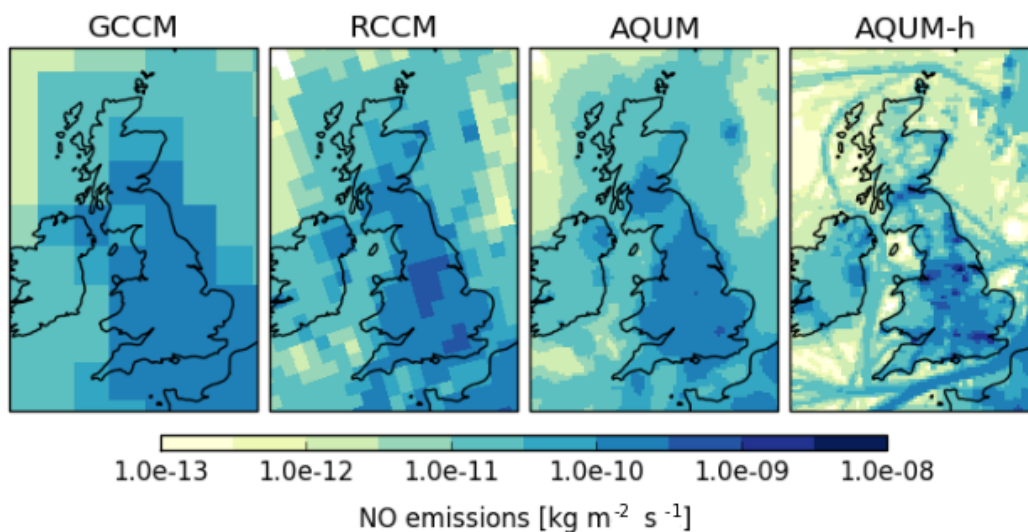 GCCM RCCM AQUM AQUM-h
1.0e-13 1.0e-12 1.0e-11 1.0e-10 1.0e-09 1.0e-08
NO emissions [kg m⁻² s⁻¹]